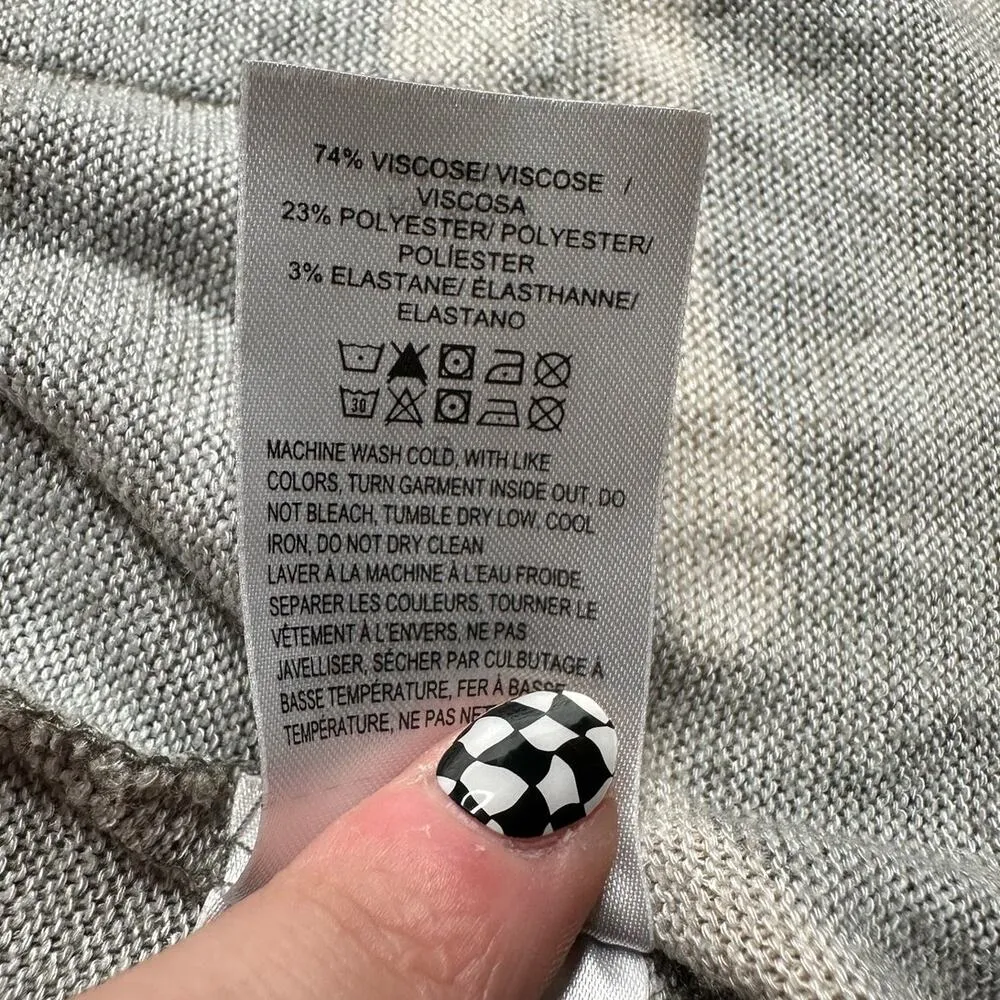 74% VISCOSE/ VISCOSE /
VISCOSA
23% POLYESTER/ POLYESTER/
POLÍESTER
3% ELASTANE/ ÉLASTHANNE/
ELASTANO
30
MACHINE WASH COLD, WITH LIKE
COLORS, TURN GARMENT INSIDE OUT, DO
NOT BLEACH, TUMBLE DRY LOW, COOL
IRON, DO NOT DRY CLEAN
LAVER À LA MACHINE À L'EAU FROIDE,
SEPARER LES COULEURS, TOURNER LE
VÊTEMENT À L'ENVERS, NE PAS
JAVELLISER, SÉCHER PAR CULBUTAGE À
BASSE TEMPÉRATURE, FER À BASSE
TEMPÉRATURE, NE PAS